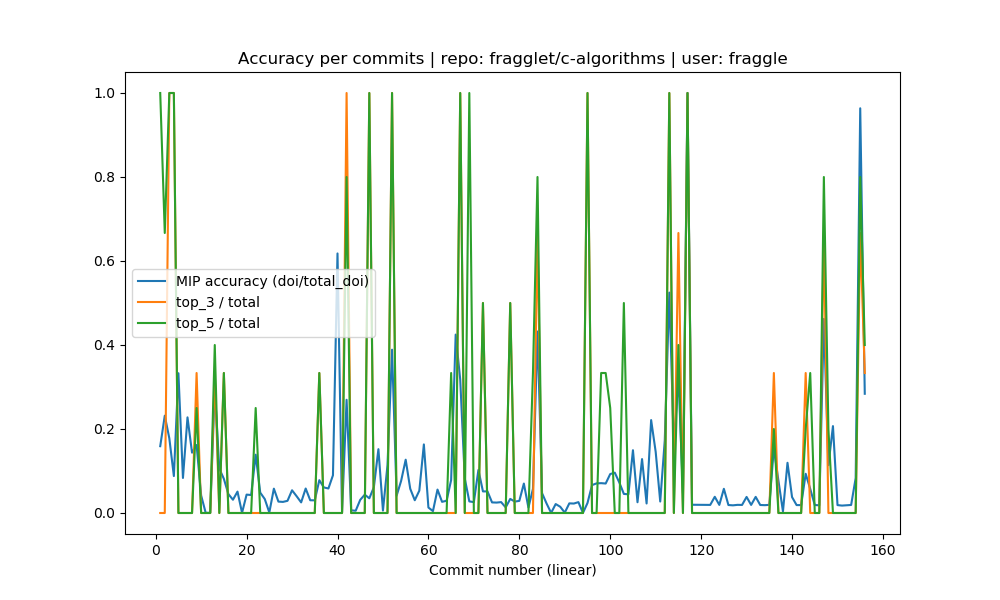 Accuracy per commits | repo: fragglet/c-algorithms | user: fraggle
1.0
0.8
0.6
0.4
0.2
0.0
MIP accuracy (doi/total_doi)
top_3 / total
top_5 / total
0 20 40 60 80 100 120 140 160
Commit number (linear)